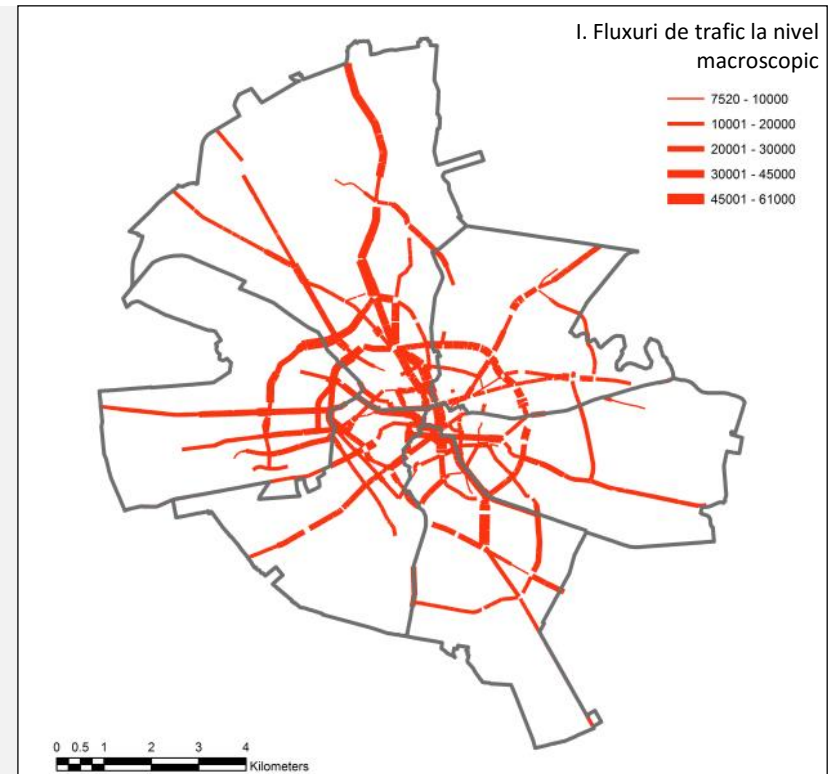 I. Fluxuri de trafic la nivel
macroscopic
7520 - 10000
10001 - 20000
20001 - 30000
30001 - 45000
45001 - 61000
0 0.5 1 2 3 4
Kilometers